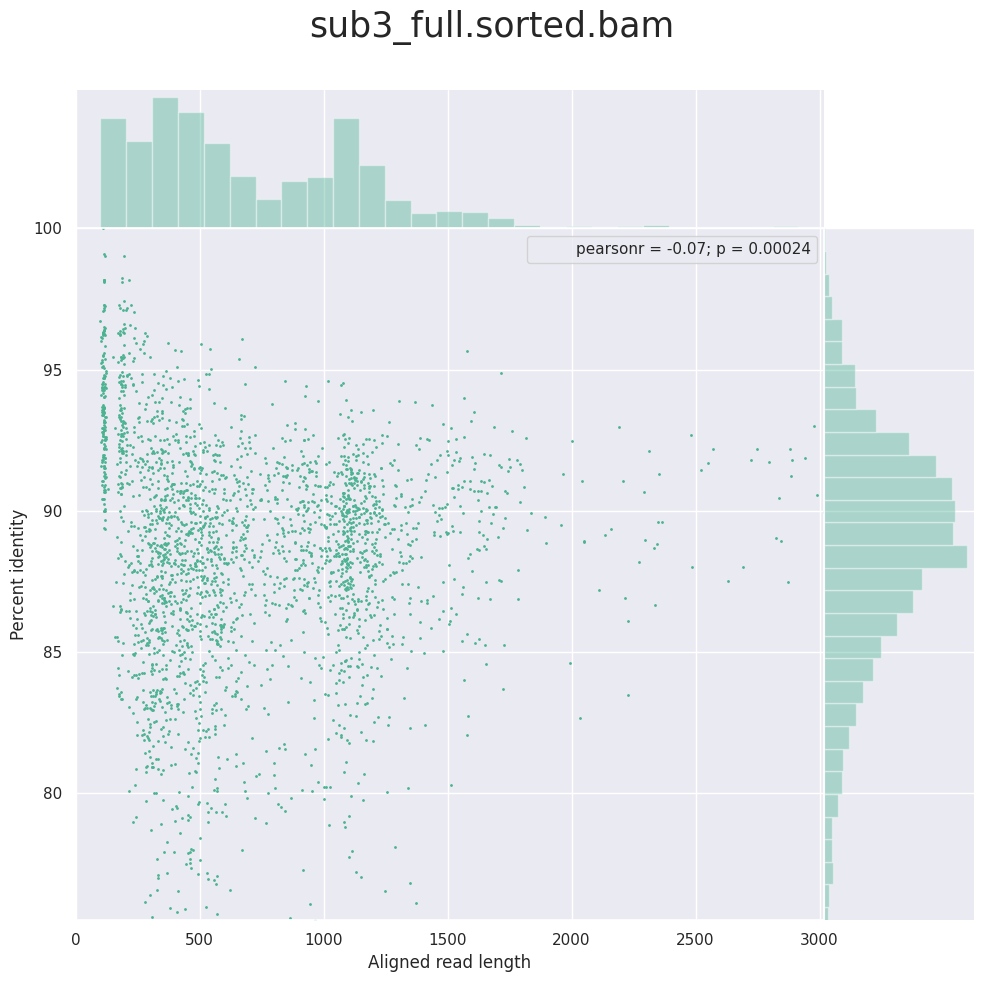 sub3_full.sorted.bam
100
pearsonr = -0.07; p = 0.00024
95
90
Percent identity
85
80
0 500 1000 1500 2000 2500 3000
Aligned read length